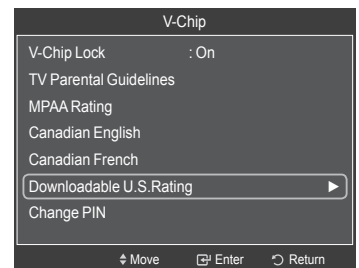 V-Chip
V-Chip Lock : On
TV Parental Guidelines
MPAA Rating
Canadian English
Canadian French
Downloadable U.S.Rating
Change PIN
Move Enter Return